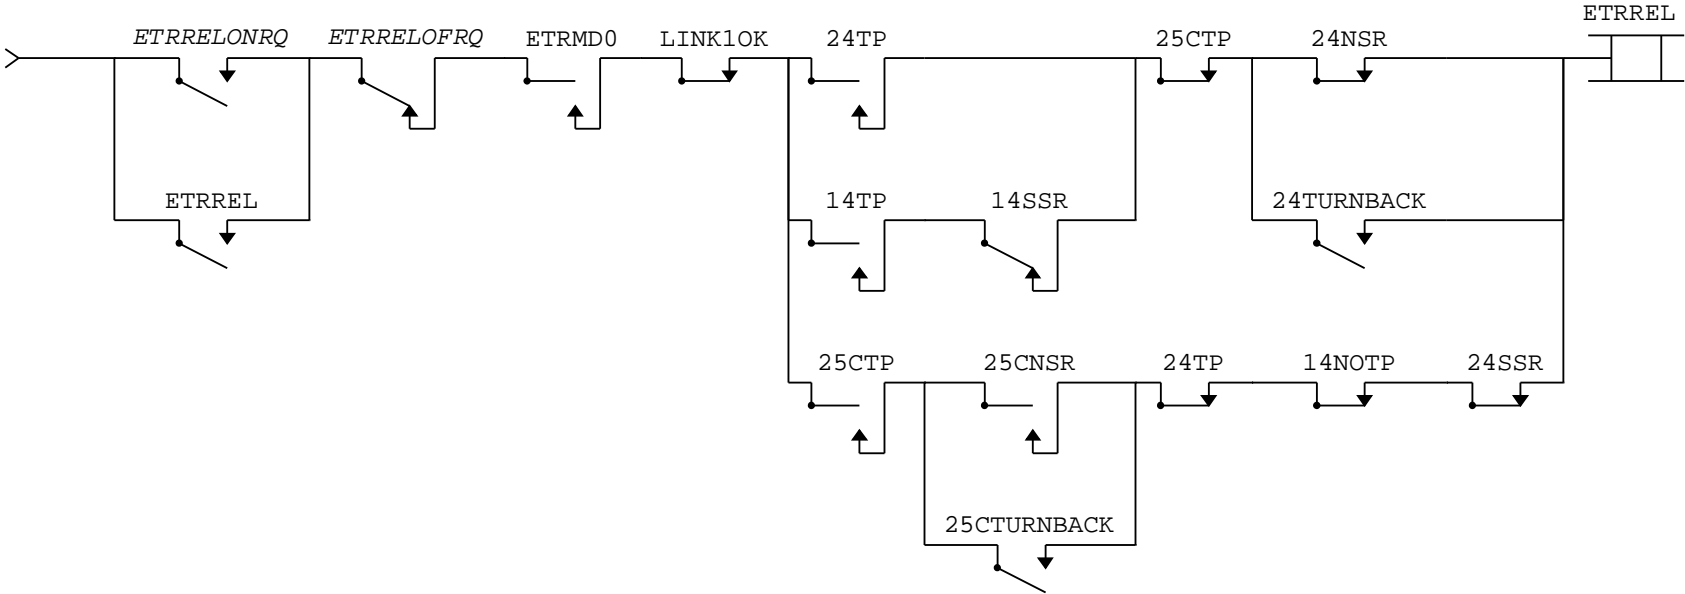 ETRREL
ETRRELONRQ ETRRELOFRQ ETRMD0 LINK1OK 24TP 25CTP 24NSR
ETRREL 14TP 14SSR 24TURNBACK
25CTP 25CNSR 24TP 14NOTP 24SSR
25CTURNBACK